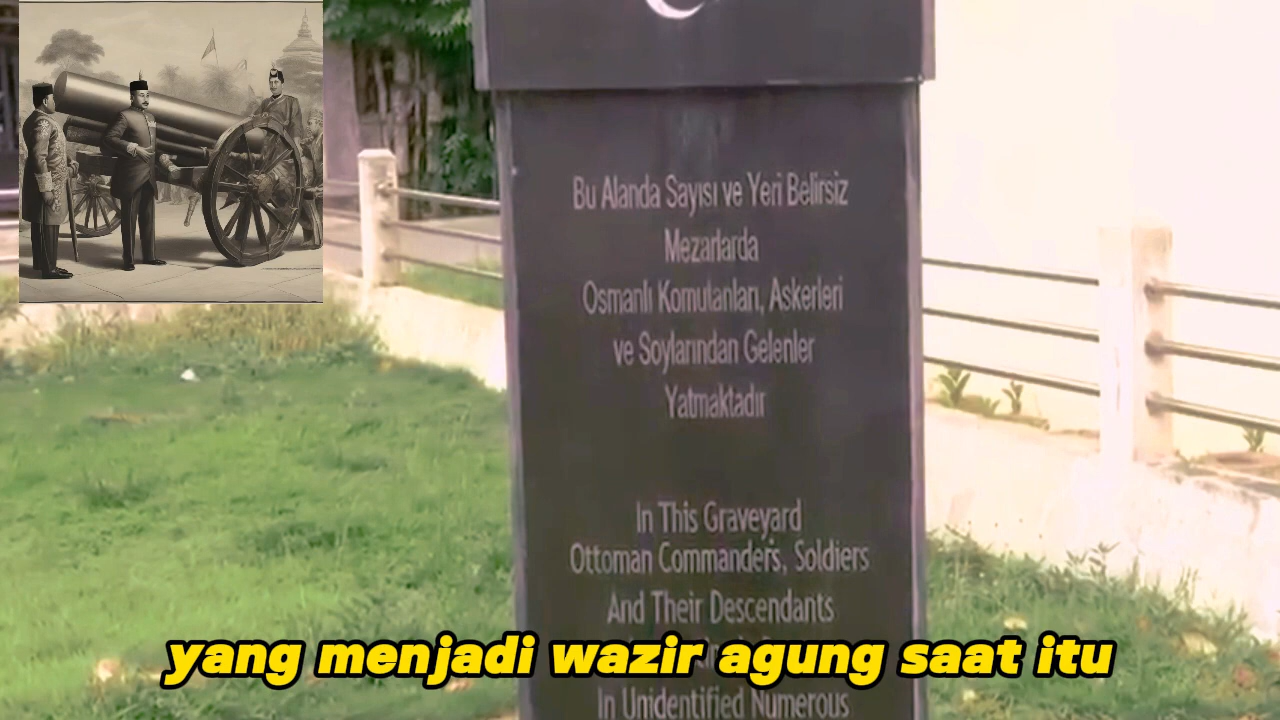 Bu Alanda Sayısı ve Yeri Belirsiz
Mezarlarda
Osmanlı Komutanları, Askerleri
ve Soylarından Gelenler
Yatmaktadır
In This Graveyard
Ottoman Commanders, Soldiers
And Their Descendants
yang menjadi wazir agung saat itu
In Unidentified Numerous